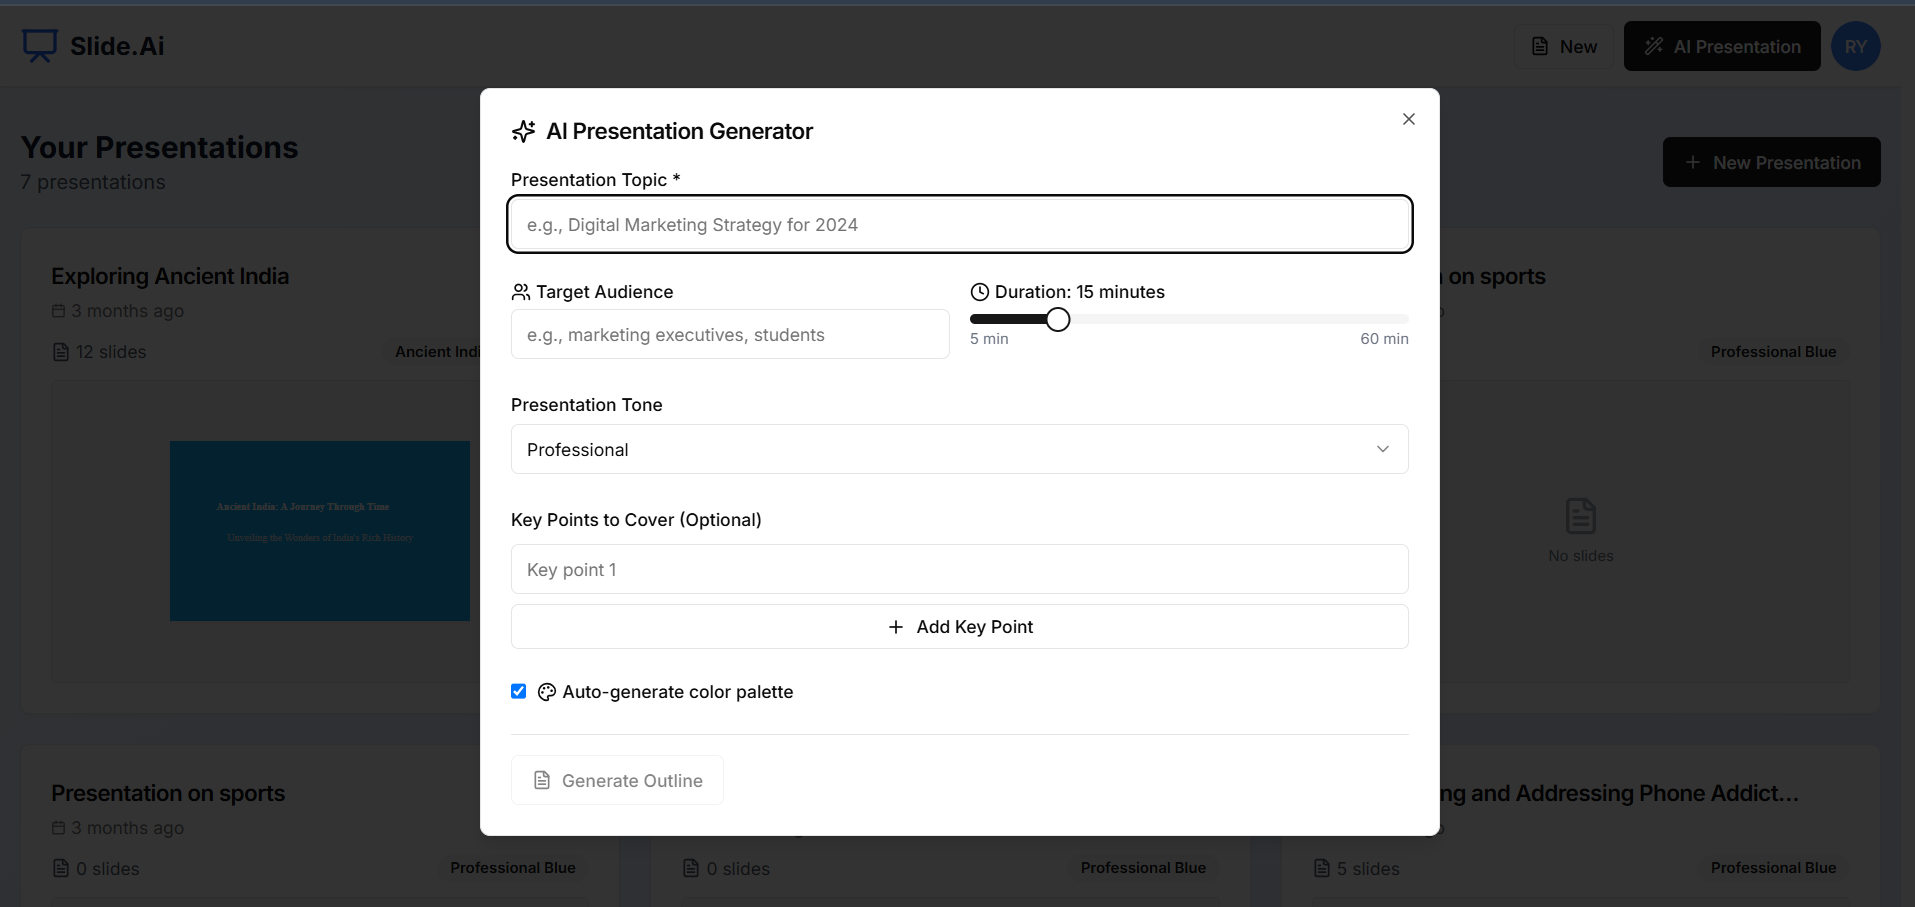 Slide.Ai
New
AI Presentation
RY
Your Presentations
7 presentations
New Presentation
AI Presentation Generator
Presentation Topic *
e.g., Digital Marketing Strategy for 2024
Target Audience
e.g., marketing executives, students
Duration: 15 minutes
5 min
60 min
Presentation Tone
Professional
Key Points to Cover (Optional)
Key point 1
Add Key Point
Auto-generate color palette
Generate Outline
Exploring Ancient India
3 months ago
12 slides
Ancient Indi
Ancient India: A Journey Through Time
Unveiling the Wonders of India's Rich History
on sports
Professional Blue
No slides
Presentation on sports
3 months ago
0 slides
Professional Blue
0 slides
Professional Blue
ng and Addressing Phone Addict...
5 slides
Professional Blue